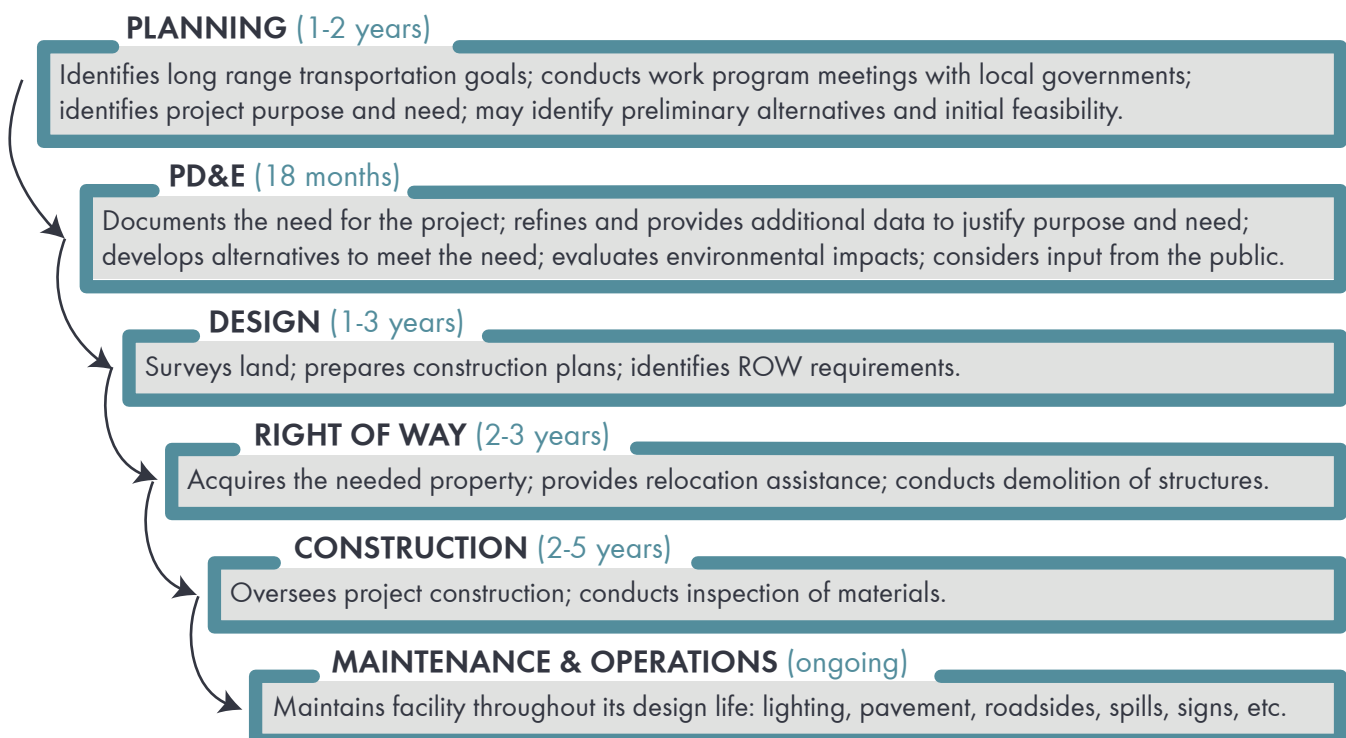 PLANNING (1-2 years)
Identifies long range transportation goals; conducts work program meetings with local governments;
identifies project purpose and need; may identify preliminary alternatives and initial feasibility.
PD&E (18 months)
Documents the need for the project; refines and provides additional data to justify purpose and need;
develops alternatives to meet the need; evaluates environmental impacts; considers input from the public.
DESIGN (1-3 years)
Surveys land; prepares construction plans; identifies ROW requirements.
RIGHT OF WAY (2-3 years)
Acquires the needed property; provides relocation assistance; conducts demolition of structures.
CONSTRUCTION (2-5 years)
Oversees project construction; conducts inspection of materials.
MAINTENANCE & OPERATIONS (ongoing)
Maintains facility throughout its design life: lighting, pavement, roadsides, spills, signs, etc.